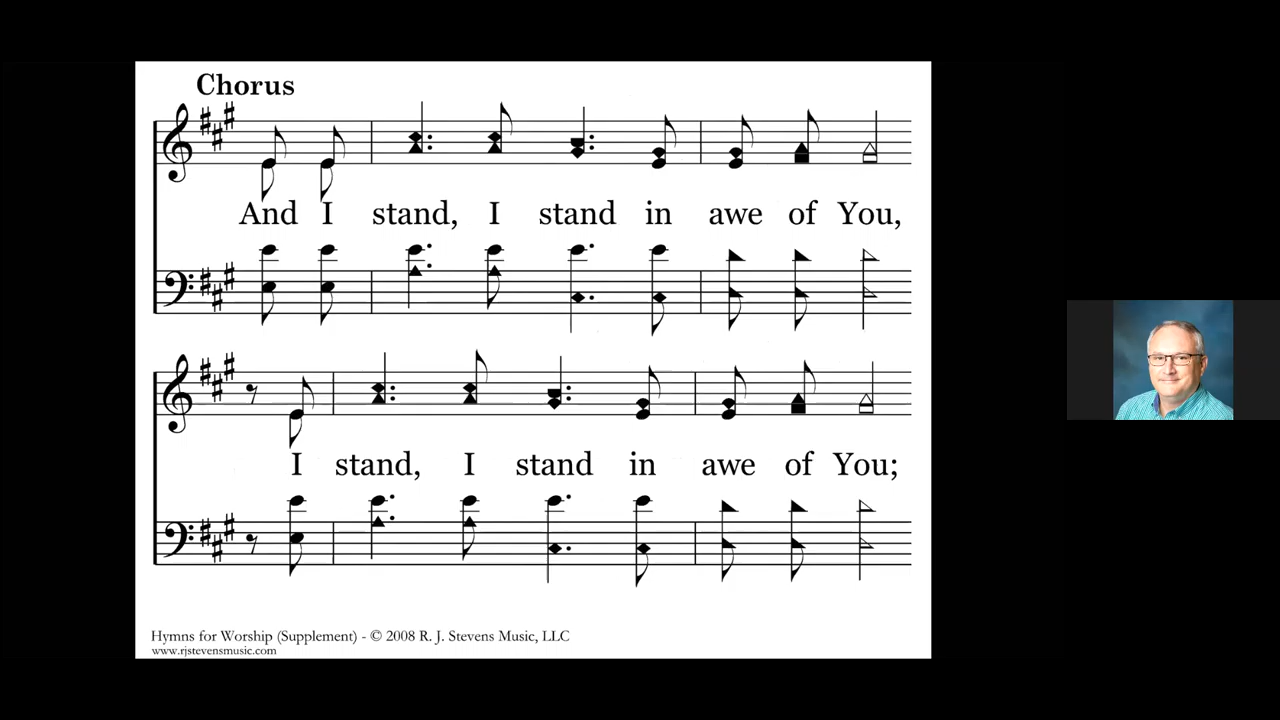 Chorus
And I stand, I stand in awe of You,
I stand, I stand in awe of You;
Hymns for Worship (Supplement) - © 2008 R. J. Stevens Music, LLC
www.rjstevensmusic.com